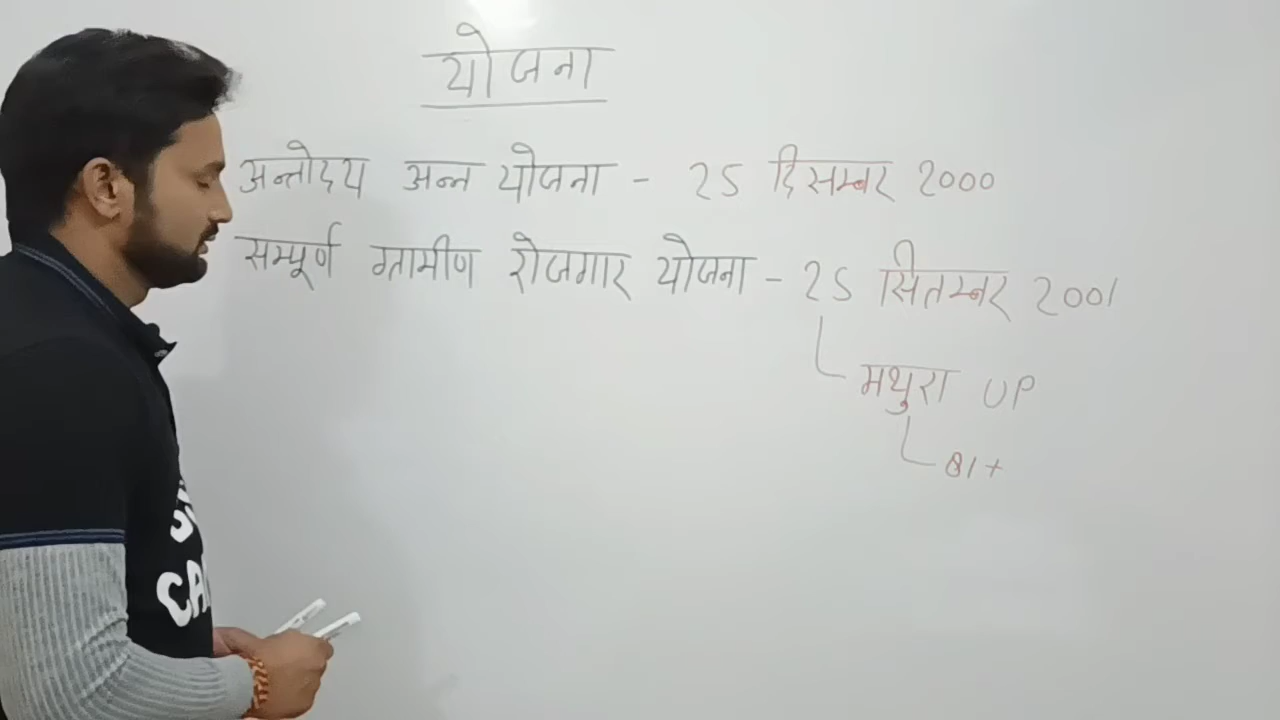 योजना
अन्तोदय अन्न योजना - 25 दिसम्बर 2000
सम्पूर्ण ग्रामीण रोजगार योजना - 25 सितम्बर 2001
मथुरा UP
81+
CA